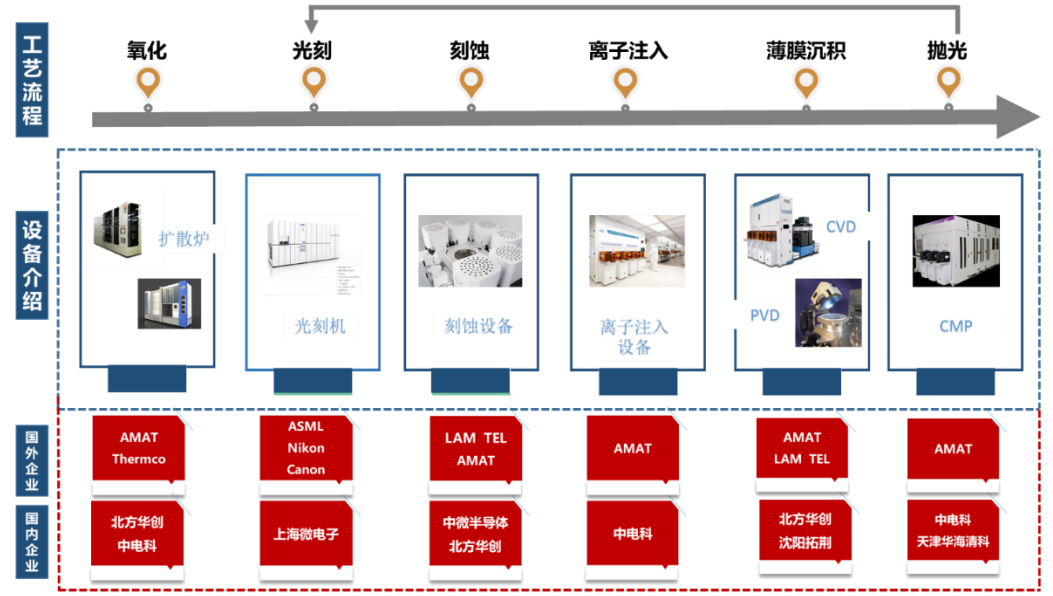 工艺流程
氧化
光刻
刻蚀
离子注入
薄膜沉积
抛光
设备介绍
扩散炉
光刻机
刻蚀设备
离子注入
设备
CVD
PVD
CMP
国外企业
AMAT
Thermco
ASML
Nikon
Canon
LAM TEL
AMAT
AMAT
AMAT
LAM TEL
AMAT
国内企业
北方华创
中电科
上海微电子
中微半导体
北方华创
中电科
北方华创
沈阳拓荆
中电科
天津华海清科